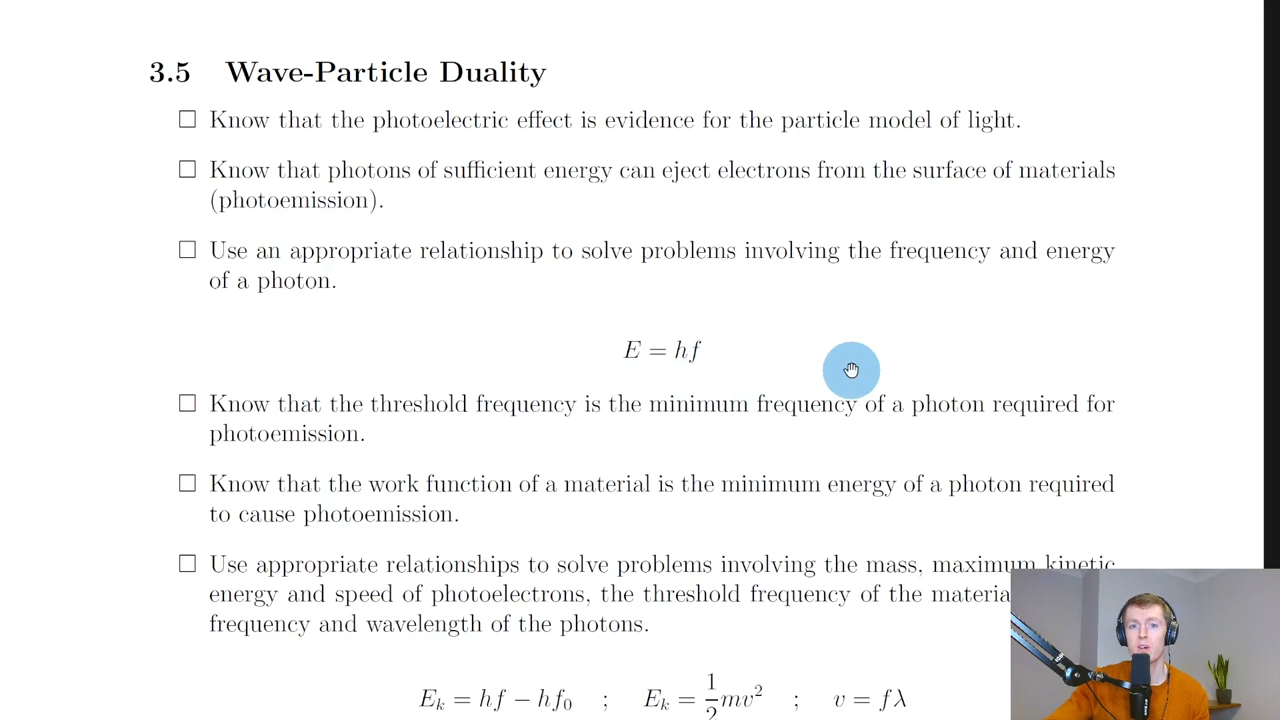 3.5 Wave-Particle Duality
☐ Know that the photoelectric effect is evidence for the particle model of light.
☐ Know that photons of sufficient energy can eject electrons from the surface of materials
(photoemission).
☐ Use an appropriate relationship to solve problems involving the frequency and energy
of a photon.
E = hf
☐ Know that the threshold frequency is the minimum frequency of a photon required for
photoemission.
☐ Know that the work function of a material is the minimum energy of a photon required
to cause photoemission.
☐ Use appropriate relationships to solve problems involving the mass, maximum kinetic
energy and speed of photoelectrons, the threshold frequency of the
frequency and wavelength of the photons.
E_k = hf − hf_0 ; E_k = 1/2 mv² ; v = fλ